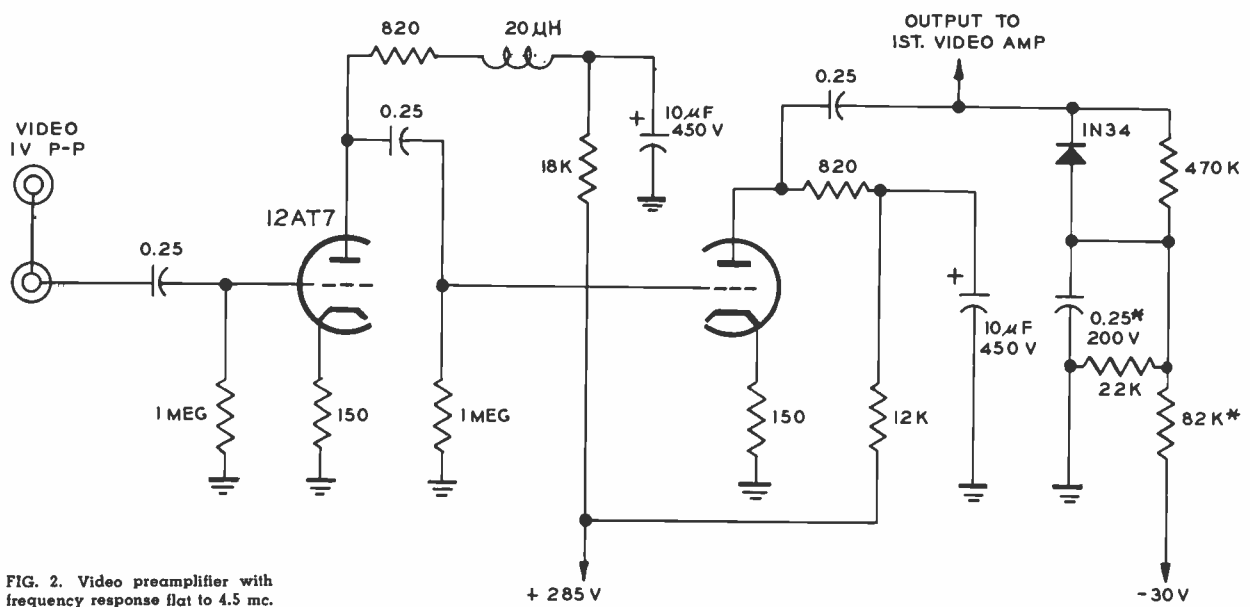 820
20µH
OUTPUT TO
1ST. VIDEO AMP
0.25
VIDEO
1V P-P
0.25
+
10µF
450 V
1N34
470 K
18K
820
12AT7
0.25
+
10µF
450 V
0.25*
200 V
22K
1 MEG
150
1 MEG
150
12K
82 K*
FIG. 2. Video preamplifier with
frequency response flat to 4.5 mc.
+ 285 V
-30 V